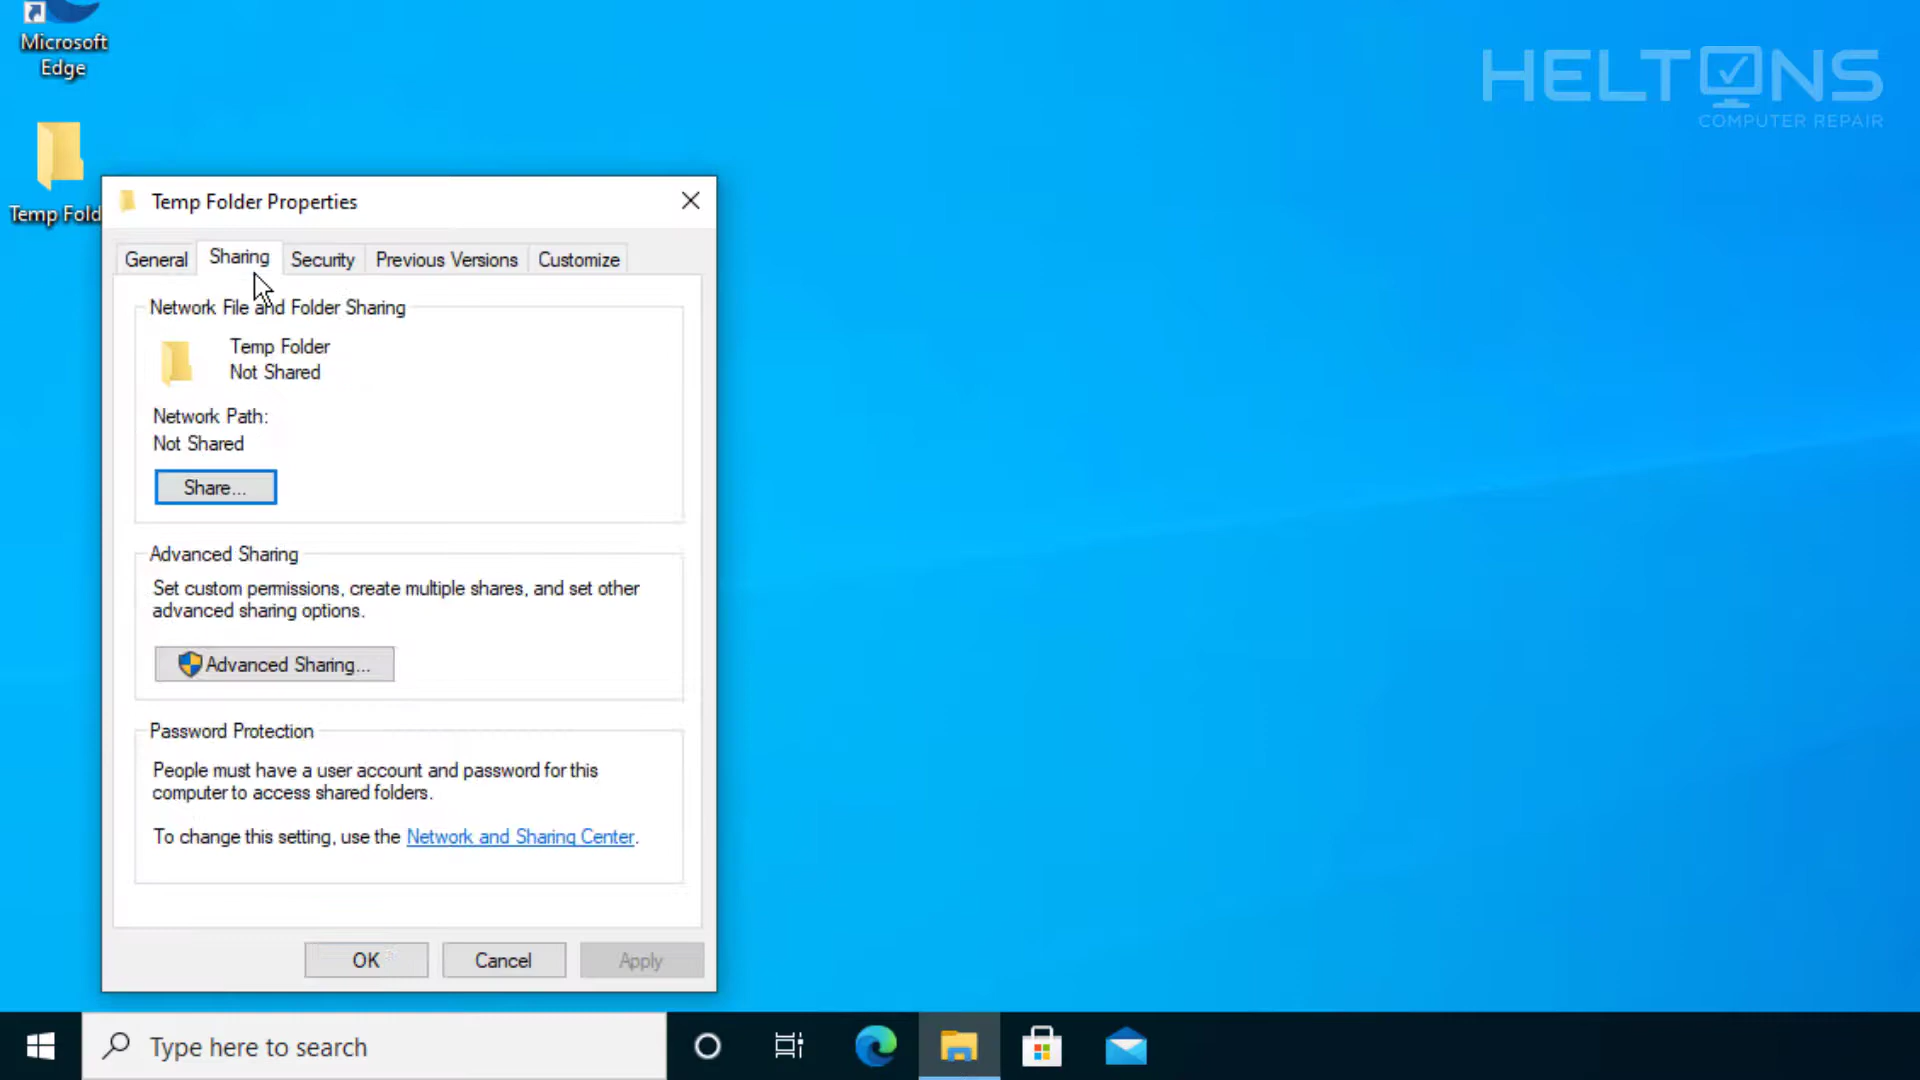 Microsoft
Edge
HELTONS
COMPUTER REPAIR
Temp Fold
Temp Folder Properties
General Sharing Security Previous Versions Customize
Network File and Folder Sharing
Temp Folder
Not Shared
Network Path:
Not Shared
Share...
Advanced Sharing
Set custom permissions, create multiple shares, and set other
advanced sharing options.
Advanced Sharing...
Password Protection
People must have a user account and password for this
computer to access shared folders.
To change this setting, use the Network and Sharing Center.
OK Cancel Apply
Type here to search